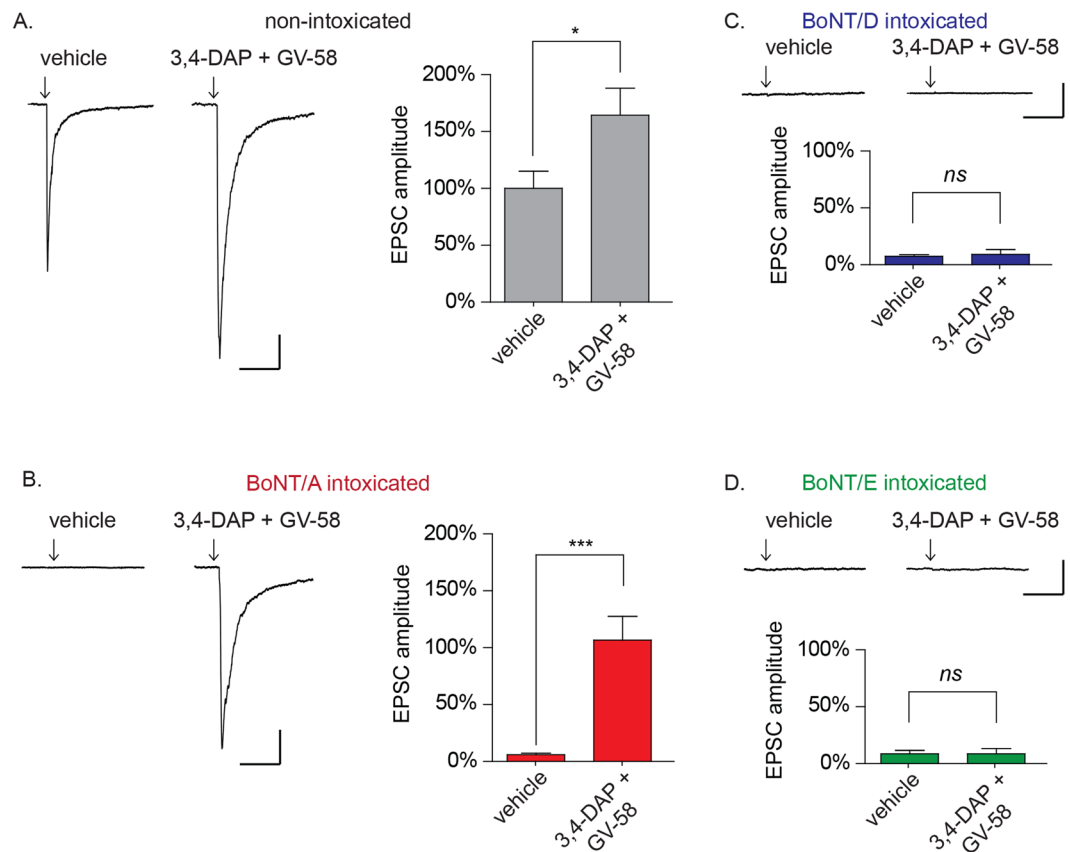 A.
non-intoxicated
vehicle
3,4-DAP + GV-58
EPSC amplitude
200%
150%
100%
50%
0%
*
vehicle
3,4-DAP +
GV-58
B.
BoNT/A intoxicated
vehicle
3,4-DAP + GV-58
EPSC amplitude
200%
150%
100%
50%
0%
***
vehicle
3,4-DAP +
GV-58
C.
BoNT/D intoxicated
vehicle
3,4-DAP + GV-58
EPSC amplitude
100%
50%
0%
ns
vehicle
3,4-DAP +
GV-58
D.
BoNT/E intoxicated
vehicle
3,4-DAP + GV-58
EPSC amplitude
100%
50%
0%
ns
vehicle
3,4-DAP +
GV-58